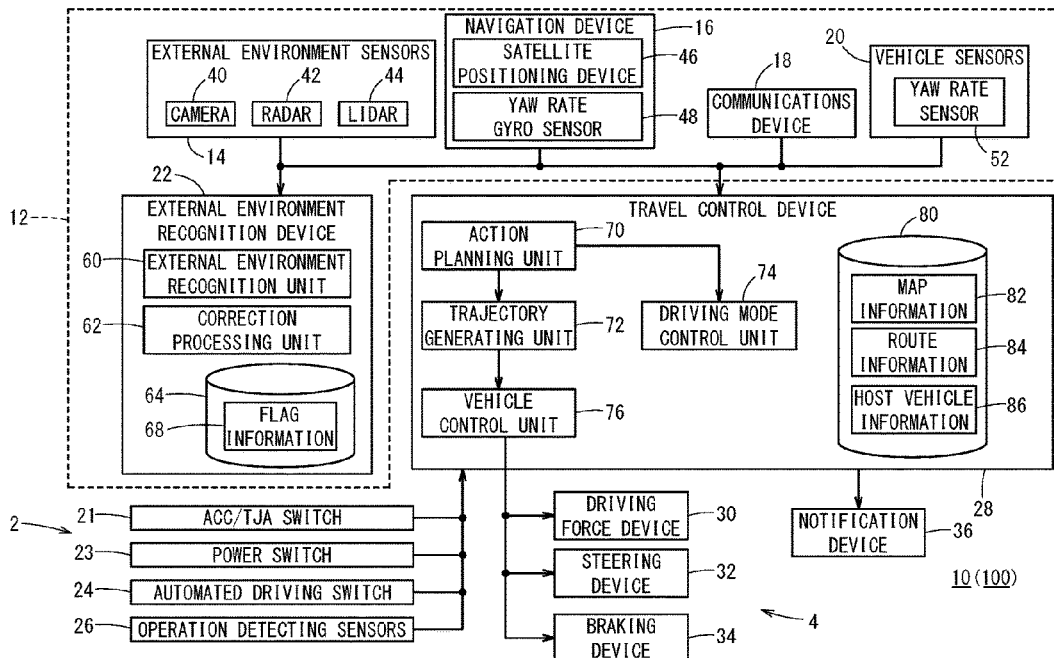 NAVIGATION DEVICE
16
SATELLITE
POSITIONING DEVICE
46
YAW RATE
GYRO SENSOR
48
EXTERNAL ENVIRONMENT SENSORS
40
42
44
CAMERA
RADAR
LIDAR
14
18
COMMUNICATIONS
DEVICE
20
VEHICLE SENSORS
YAW RATE
SENSOR
52
12
22
EXTERNAL ENVIRONMENT
RECOGNITION DEVICE
60
EXTERNAL ENVIRONMENT
RECOGNITION UNIT
62
CORRECTION
PROCESSING UNIT
64
68
FLAG
INFORMATION
TRAVEL CONTROL DEVICE
ACTION
PLANNING UNIT
70
TRAJECTORY
GENERATING UNIT
72
74
DRIVING MODE
CONTROL UNIT
VEHICLE
CONTROL UNIT
76
80
MAP
INFORMATION
82
ROUTE
INFORMATION
84
HOST VEHICLE
INFORMATION
86
28
2
21
ACC/TJA SWITCH
23
POWER SWITCH
24
AUTOMATED DRIVING SWITCH
26
OPERATION DETECTING SENSORS
DRIVING
FORCE DEVICE
30
STEERING
DEVICE
32
BRAKING
DEVICE
34
4
NOTIFICATION
DEVICE
36
10(100)